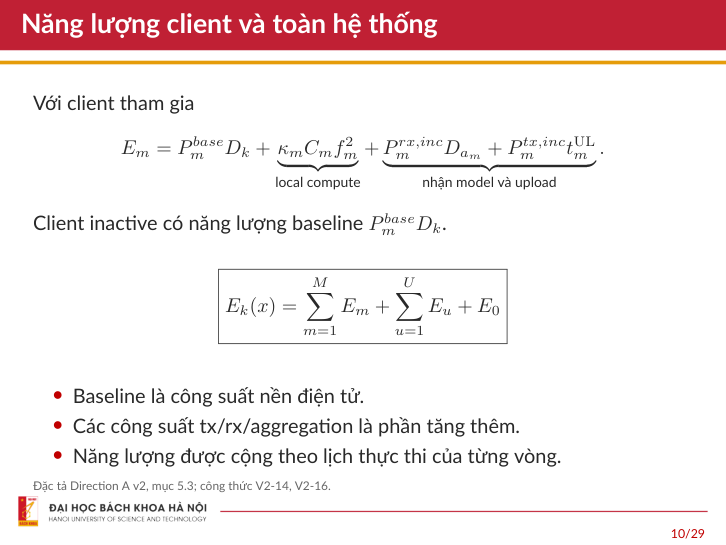 Năng lượng client và toàn hệ thống
Với client tham gia
E_m = P_m^{base} D_k + κ_m C_m f_m^2 + P_m^{rx,inc} D_{a_m} + P_m^{tx,inc} t_m^{UL} .
local compute nhận model và upload
Client inactive có năng lượng baseline P_m^{base} D_k.
E_k(x) = \sum_{m=1}^{M} E_m + \sum_{u=1}^{U} E_u + E_0
• Baseline là công suất nền điện tử.
• Các công suất tx/rx/aggregation là phần tăng thêm.
• Năng lượng được cộng theo lịch thực thi của từng vòng.
Đặc tả Direction A v2, mục 5.3; công thức V2-14, V2-16.
ĐẠI HỌC BÁCH KHOA HÀ NỘI
HANOI UNIVERSITY OF SCIENCE AND TECHNOLOGY
10/29